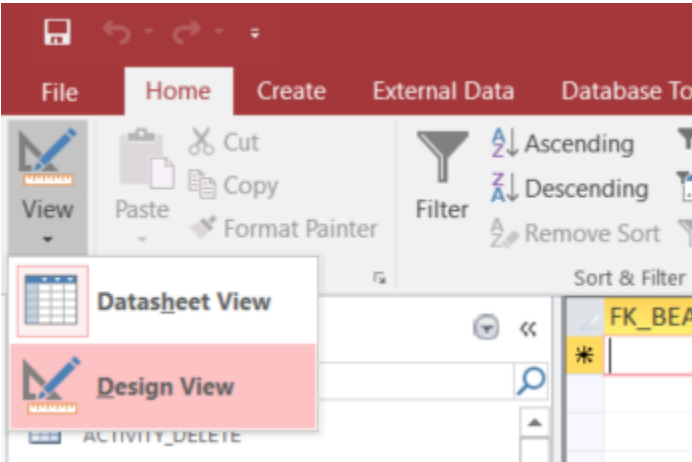 File Home Create External Data Database To
View
Paste
Cut
Copy
Format Painter
Filter
Ascending
Descending
Remove Sort
Sort & Filter
Datasheet View
Design View
ACTIVITY_DELETE
FK_BEA